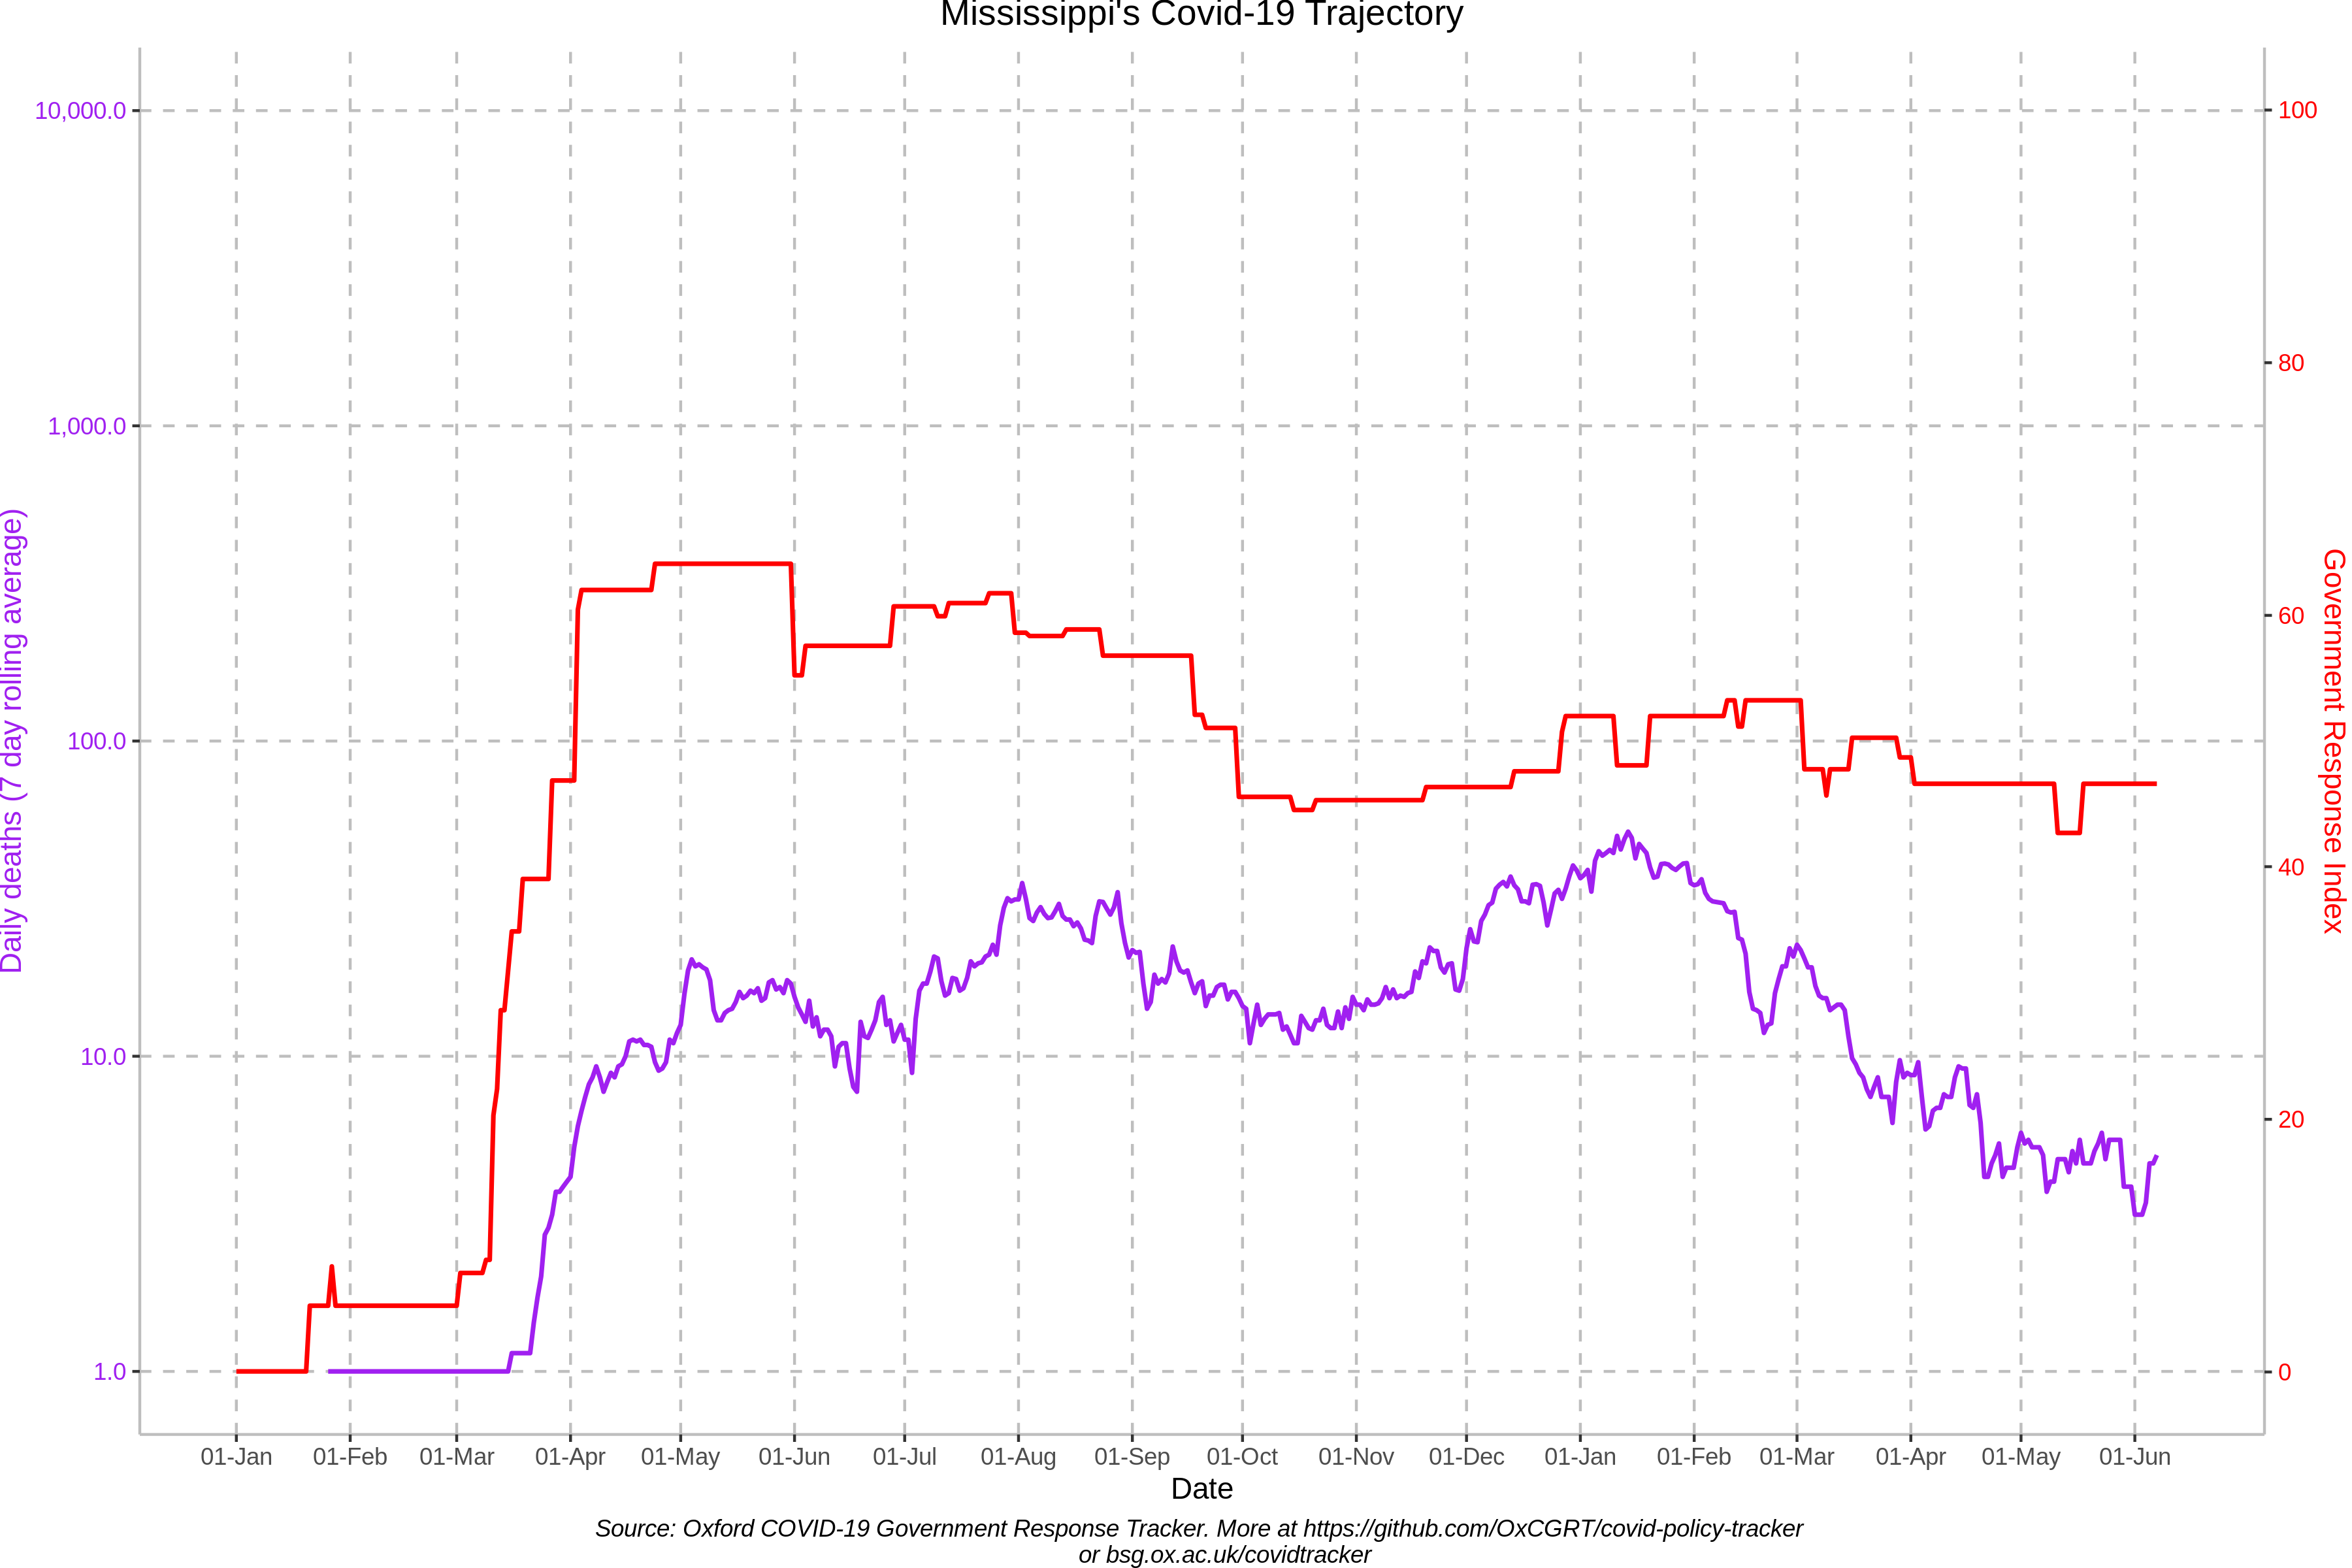 Mississippi's Covid-19 Trajectory
10,000.0
1,000.0
100.0
10.0
1.0
Daily deaths (7 day rolling average)
100
80
60
40
20
0
Government Response Index
01-Jan 01-Feb 01-Mar 01-Apr 01-May 01-Jun 01-Jul 01-Aug 01-Sep 01-Oct 01-Nov 01-Dec 01-Jan 01-Feb 01-Mar 01-Apr 01-May 01-Jun
Date
Source: Oxford COVID-19 Government Response Tracker. More at https://github.com/OxCGRT/covid-policy-tracker
or bsg.ox.ac.uk/covidtracker